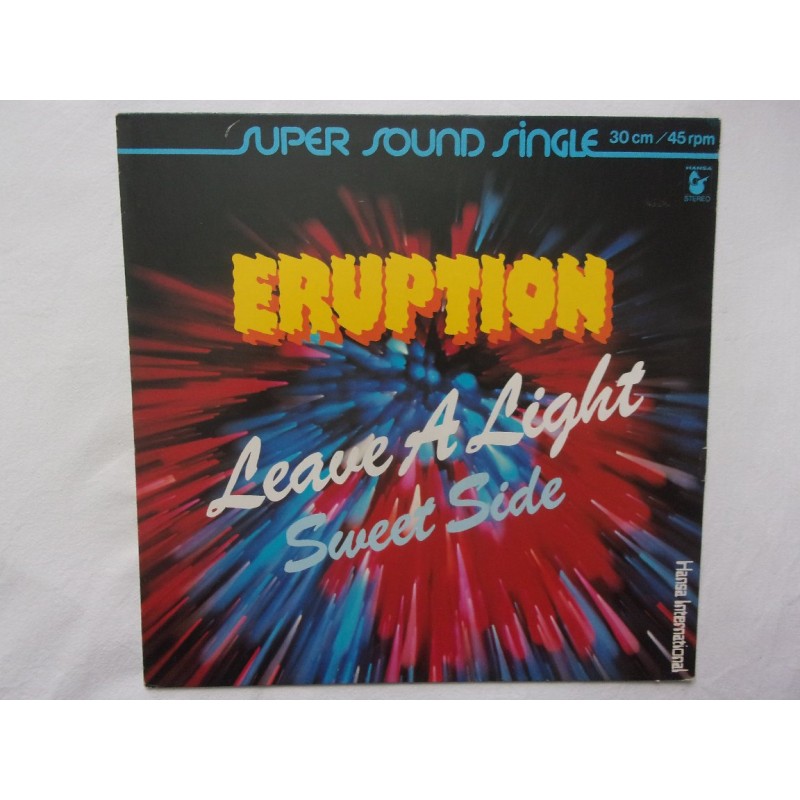 SUPER SOUND SINGLE 30 cm / 45 rpm
HANSA
STEREO
ERUPTION
Leave A Light
Sweet Side
Hansa International